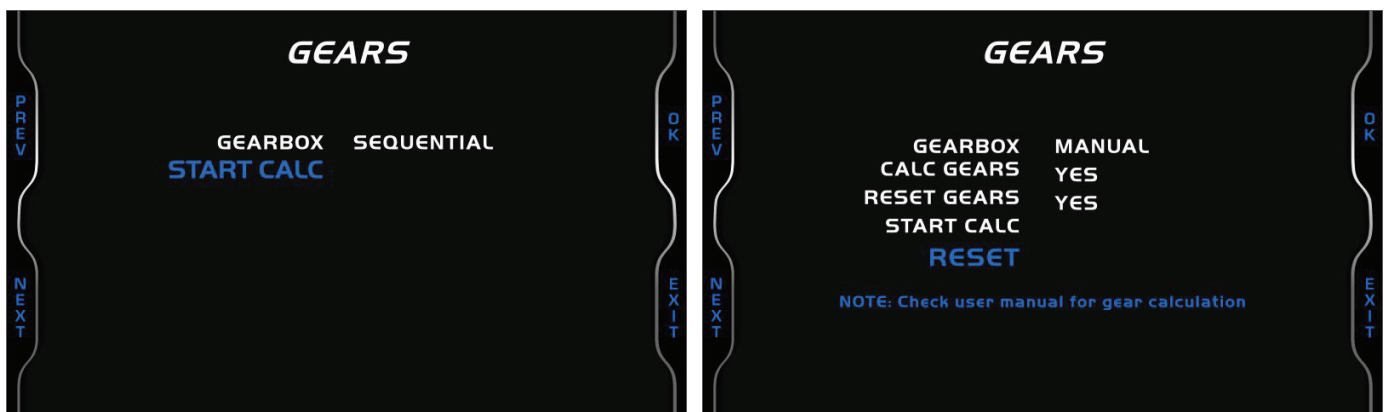 GEARS
PREV
OK
GEARBOX SEQUENTIAL
START CALC
NEXT
EXIT
GEARS
PREV
OK
GEARBOX MANUAL
CALC GEARS YES
RESET GEARS YES
START CALC
RESET
NEXT
EXIT
NOTE: Check user manual for gear calculation